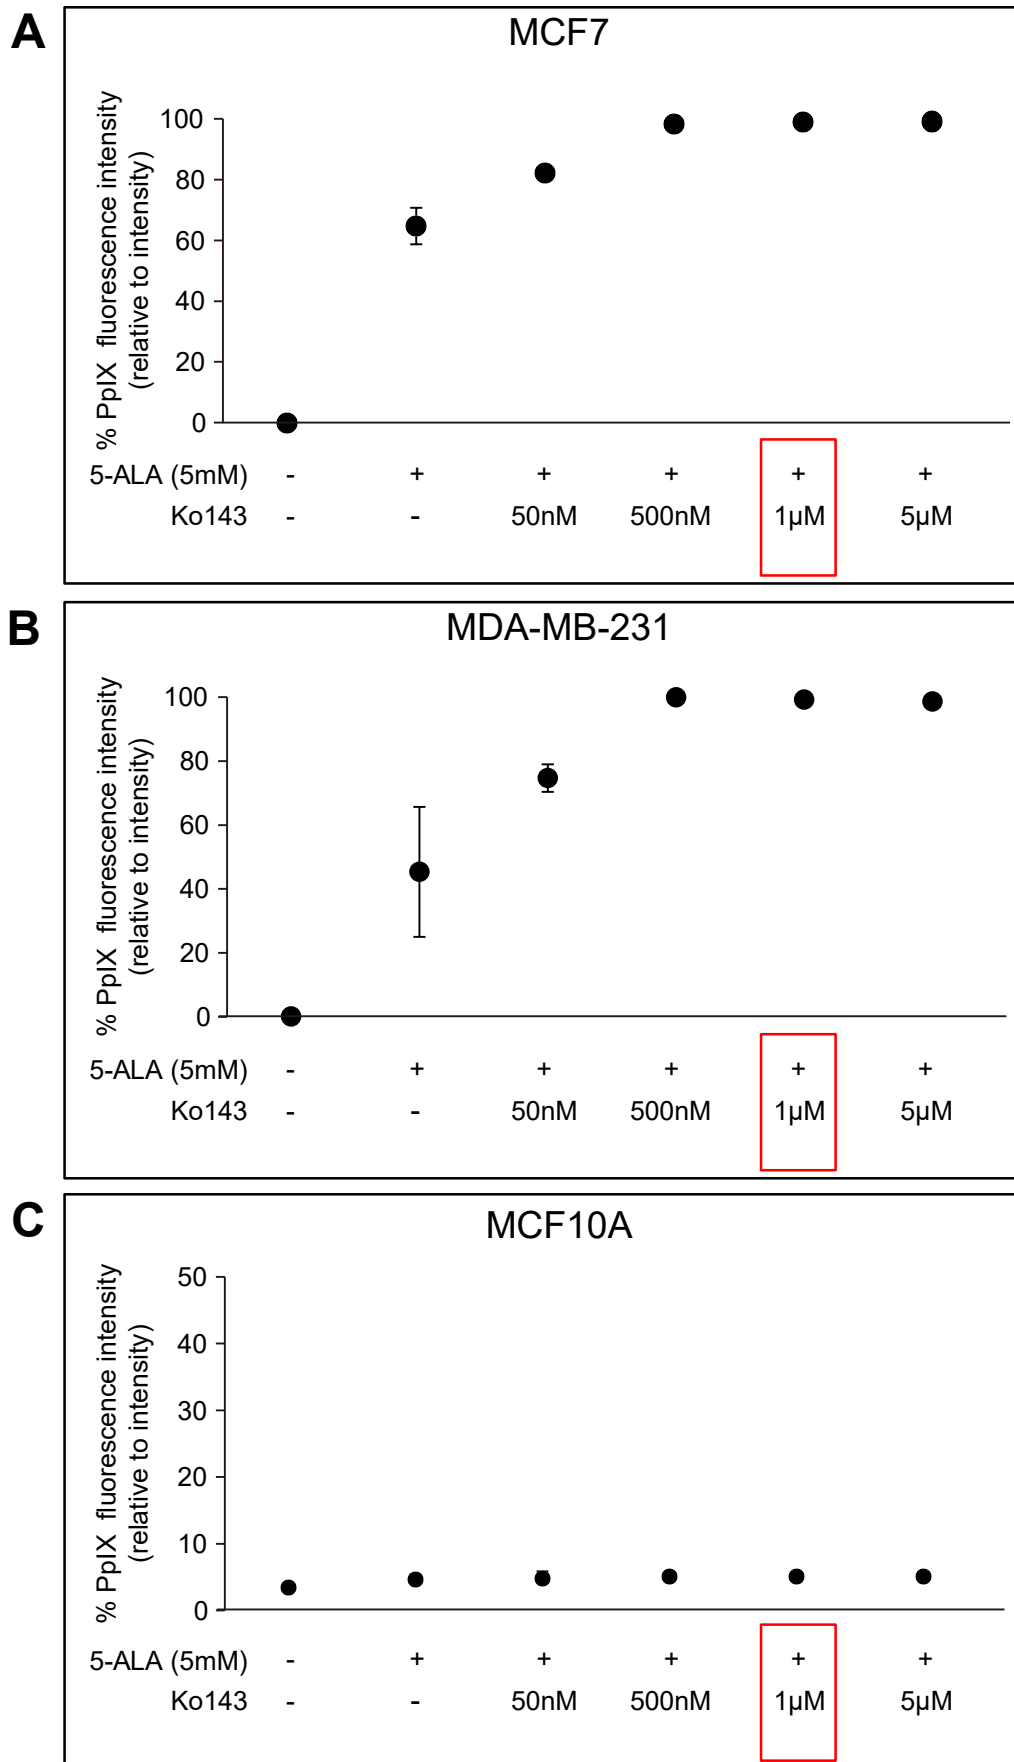 A
MCF7
% PpIX fluorescence intensity
(relative to intensity)
100
80
60
40
20
0
5-ALA (5mM) - + + + + +
Ko143 - - 50nM 500nM 1µM 5µM
B
MDA-MB-231
% PpIX fluorescence intensity
(relative to intensity)
100
80
60
40
20
0
5-ALA (5mM) - + + + + +
Ko143 - - 50nM 500nM 1µM 5µM
C
MCF10A
% PpIX fluorescence intensity
(relative to intensity)
50
40
30
20
10
0
5-ALA (5mM) - + + + + +
Ko143 - - 50nM 500nM 1µM 5µM